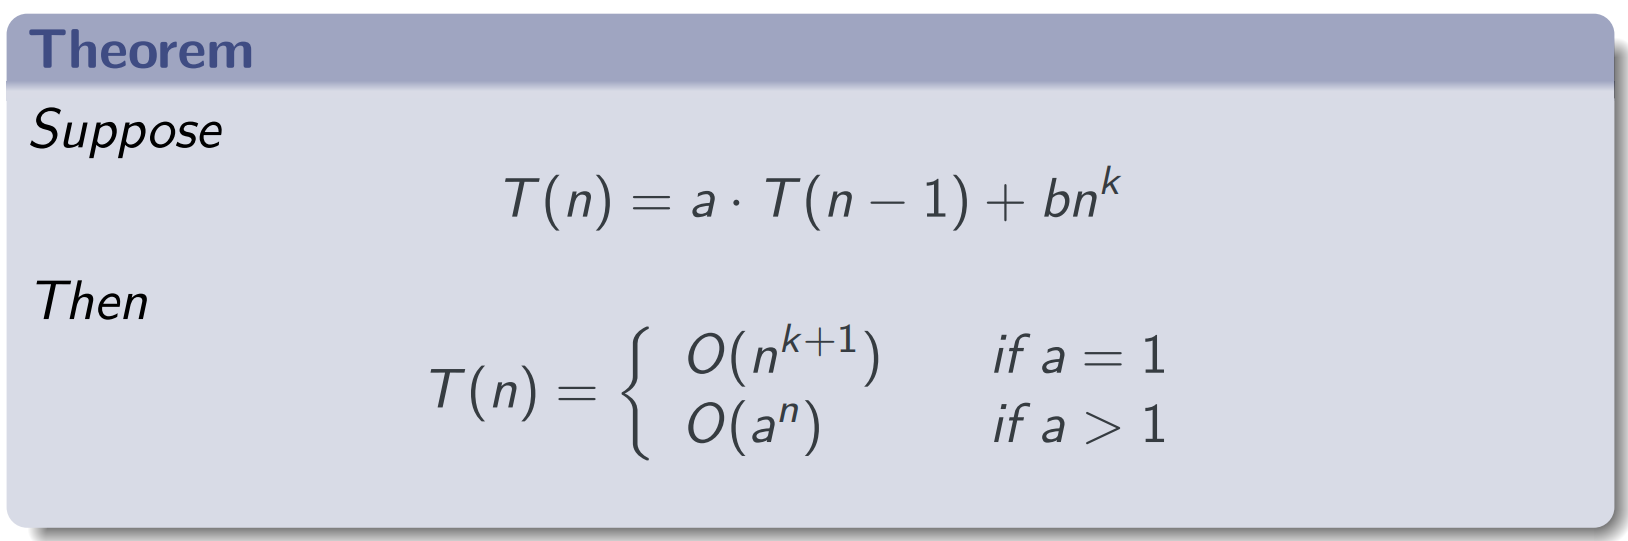 Theorem
Suppose
T(n) = a · T(n − 1) + bn^k
Then
T(n) = { O(n^{k+1}) if a = 1
O(a^n) if a > 1